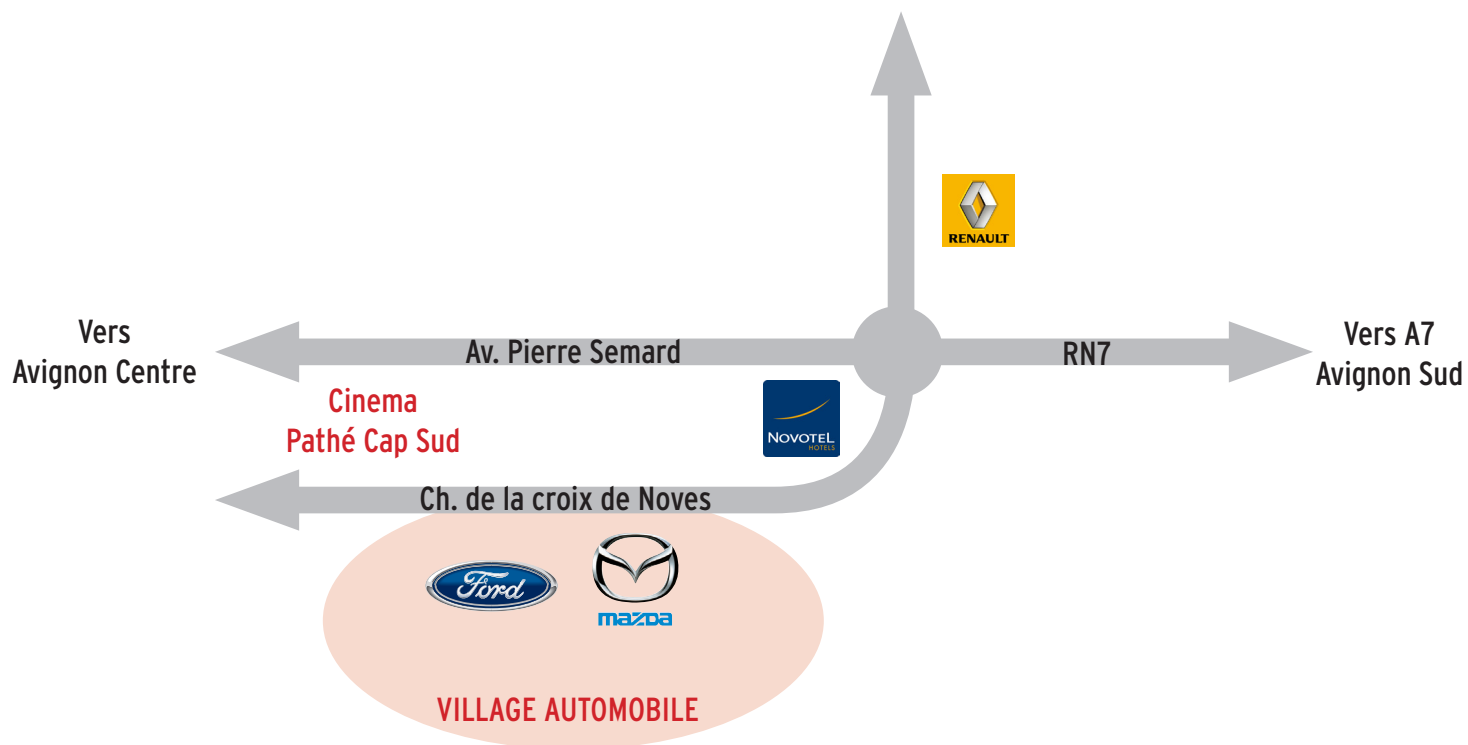 RENAULT
Vers
Avignon Centre
Av. Pierre Semard
RN7
Vers A7
Avignon Sud
Cinema
Pathé Cap Sud
NOVOTEL
HOTELS
Ch. de la croix de Noves
Ford
mazda
VILLAGE AUTOMOBILE